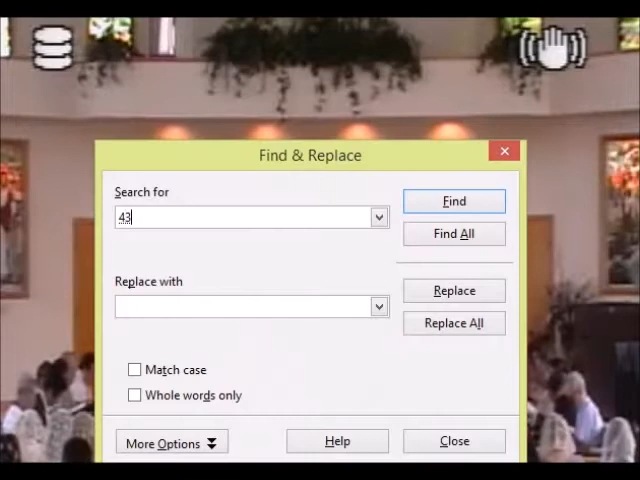 Find & Replace
Search for
43
Find
Find All
Replace with
Replace
Replace All
Match case
Whole words only
More Options
Help
Close